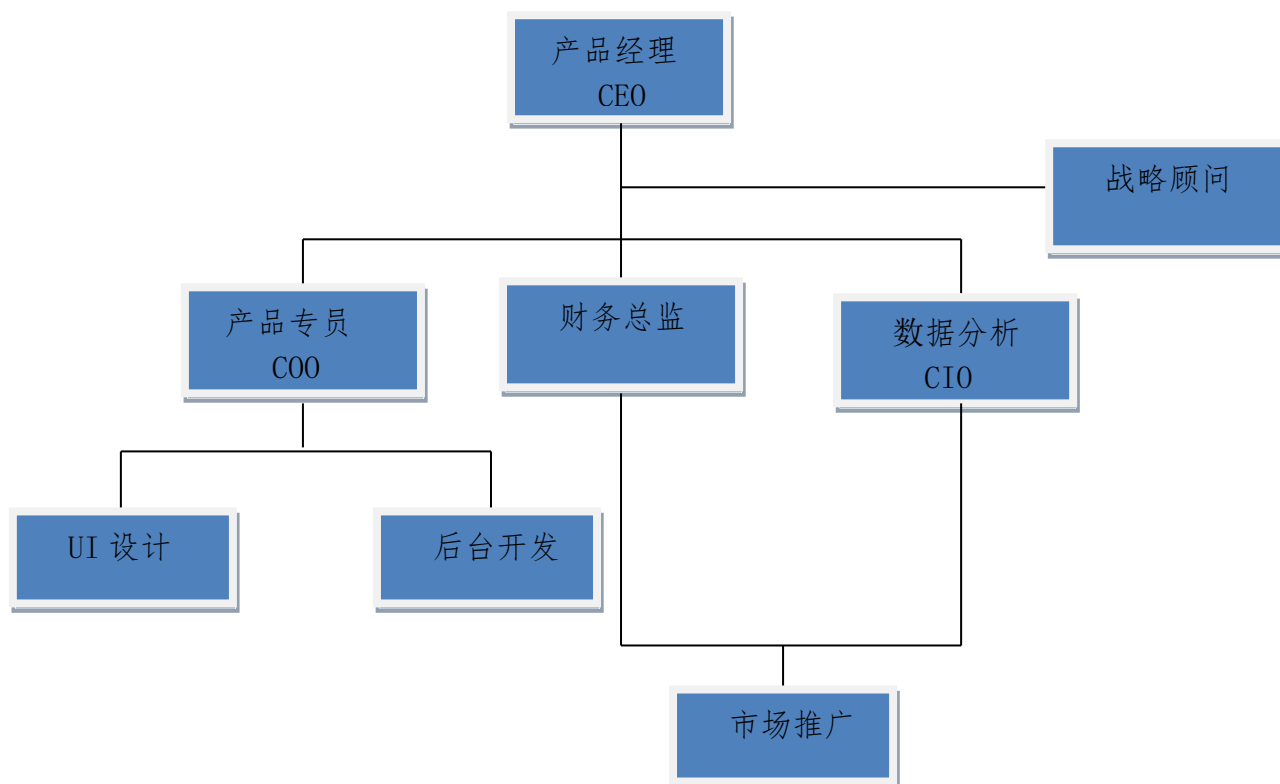 产品经理
CEO
战略顾问
产品专员
COO
财务总监
数据分析
CIO
UI 设计
后台开发
市场推广